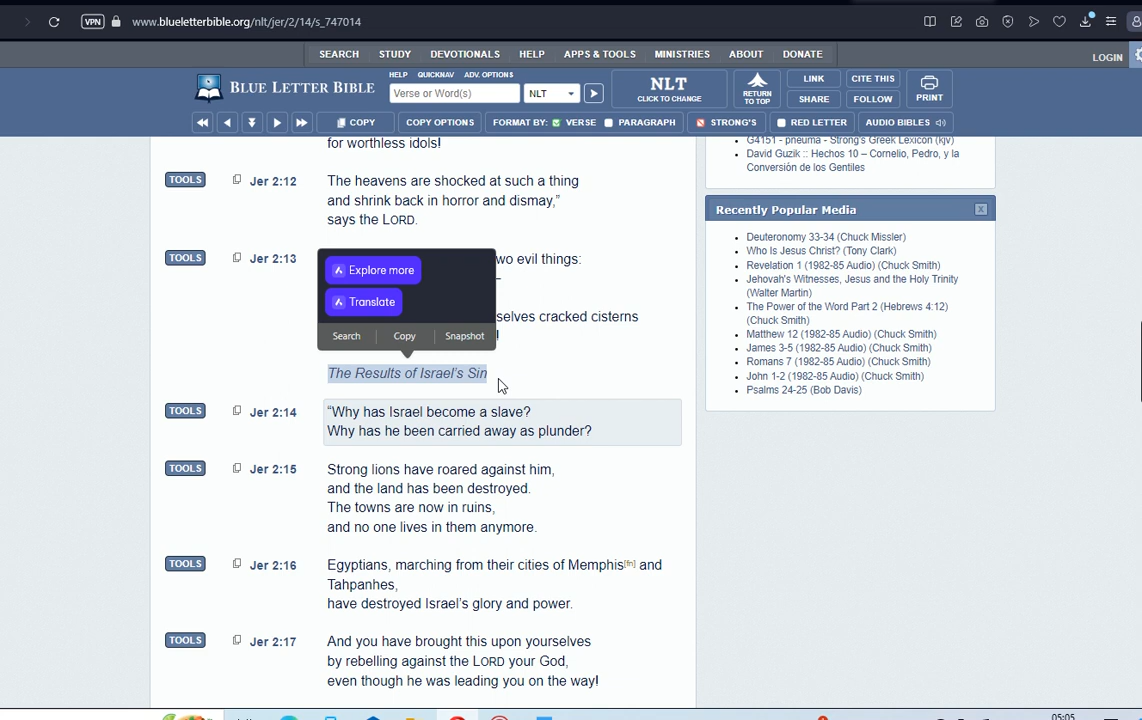 VPN
www.blueletterbible.org/nlt/jer/2/14/s_747014
SEARCH STUDY DEVOTIONALS HELP APPS & TOOLS MINISTRIES ABOUT DONATE
LOGIN
BLUE LETTER BIBLE
HELP QUICKNAV ADV. OPTIONS
Verse or Word(s)
NLT
NLT
CLICK TO CHANGE
RETURN
TO TOP
LINK
CITE THIS
SHARE
FOLLOW
PRINT
COPY
COPY OPTIONS
FORMAT BY: VERSE PARAGRAPH
STRONG'S
RED LETTER
AUDIO BIBLES
for worthless idols!
TOOLS Jer 2:12 The heavens are shocked at such a thing
and shrink back in horror and dismay,”
says the LORD.
TOOLS Jer 2:13 wo evil things:
–
selves cracked cisterns
!
Explore more
Translate
Search Copy Snapshot
The Results of Israel’s Sin
TOOLS Jer 2:14 “Why has Israel become a slave?
Why has he been carried away as plunder?
TOOLS Jer 2:15 Strong lions have roared against him,
and the land has been destroyed.
The towns are now in ruins,
and no one lives in them anymore.
TOOLS Jer 2:16 Egyptians, marching from their cities of Memphis[fn] and
Tahpanhes,
have destroyed Israel’s glory and power.
TOOLS Jer 2:17 And you have brought this upon yourselves
by rebelling against the LORD your God,
even though he was leading you on the way!
G4151 - pneuma - Strong's Greek Lexicon (kjv)
David Guzik :: Hechos 10 – Cornelio, Pedro, y la
Conversión de los Gentiles
Recently Popular Media
x
Deuteronomy 33-34 (Chuck Missler)
Who Is Jesus Christ? (Tony Clark)
Revelation 1 (1982-85 Audio) (Chuck Smith)
Jehovah's Witnesses, Jesus and the Holy Trinity
(Walter Martin)
The Power of the Word Part 2 (Hebrews 4:12)
(Chuck Smith)
Matthew 12 (1982-85 Audio) (Chuck Smith)
James 3-5 (1982-85 Audio) (Chuck Smith)
Romans 7 (1982-85 Audio) (Chuck Smith)
John 1-2 (1982-85 Audio) (Chuck Smith)
Psalms 24-25 (Bob Davis)
05:05